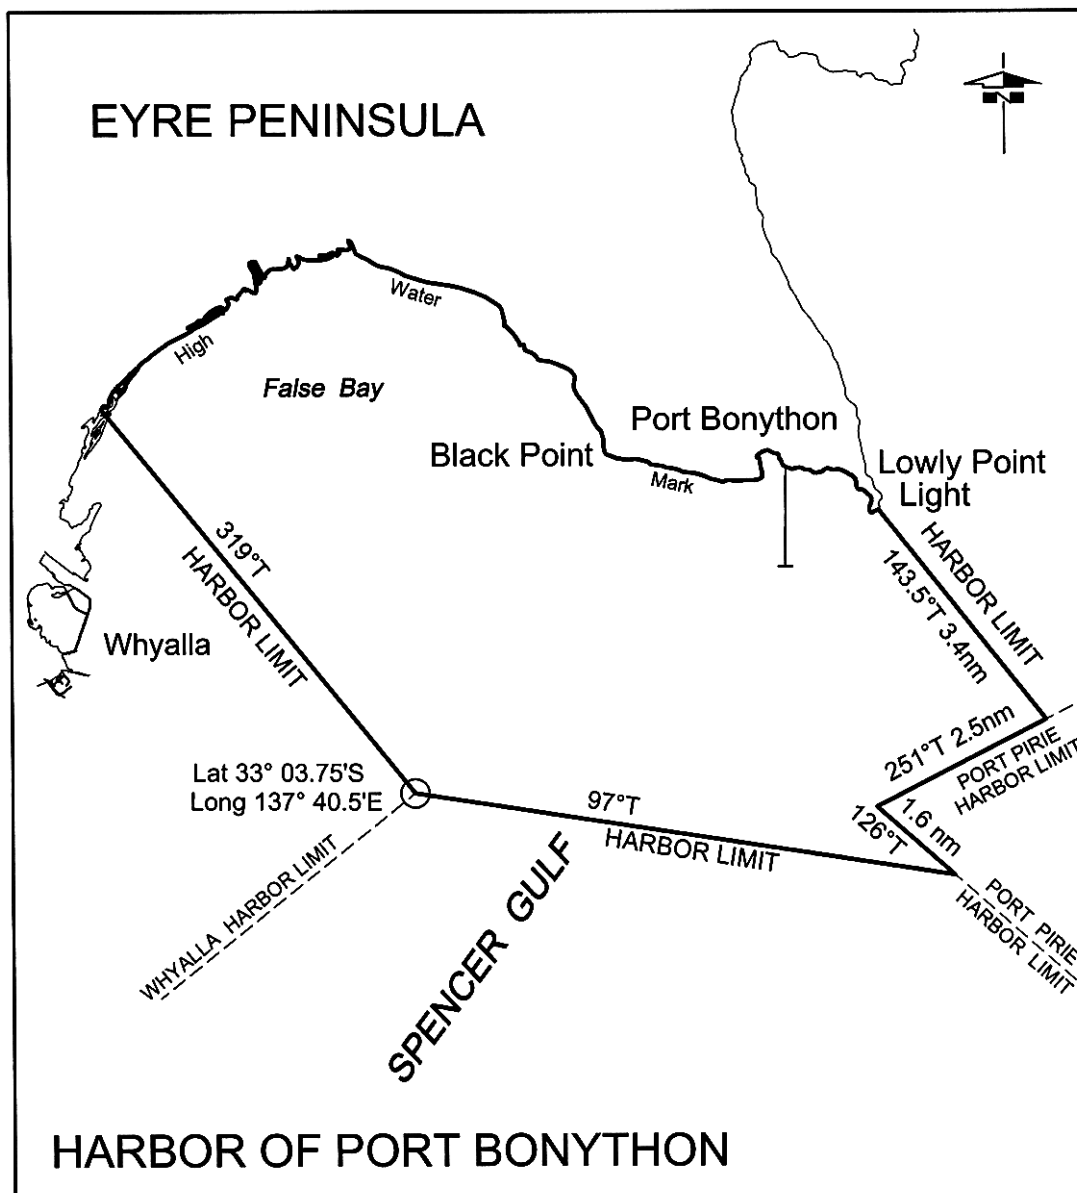 EYRE PENINSULA
N
High
Water
Mark
False Bay
Black Point
Port Bonython
Lowly Point
Light
319°T
HARBOR LIMIT
Whyalla
HARBOR LIMIT
143.5°T 3.4nm
251°T 2.5nm
PORT PIRIE
HARBOR LIMIT
Lat 33° 03.75'S
Long 137° 40.5'E
97°T
HARBOR LIMIT
1.6 nm
126°T
WHYALLA HARBOR LIMIT
SPENCER GULF
PORT PIRIE
HARBOR LIMIT
HARBOR OF PORT BONYTHON